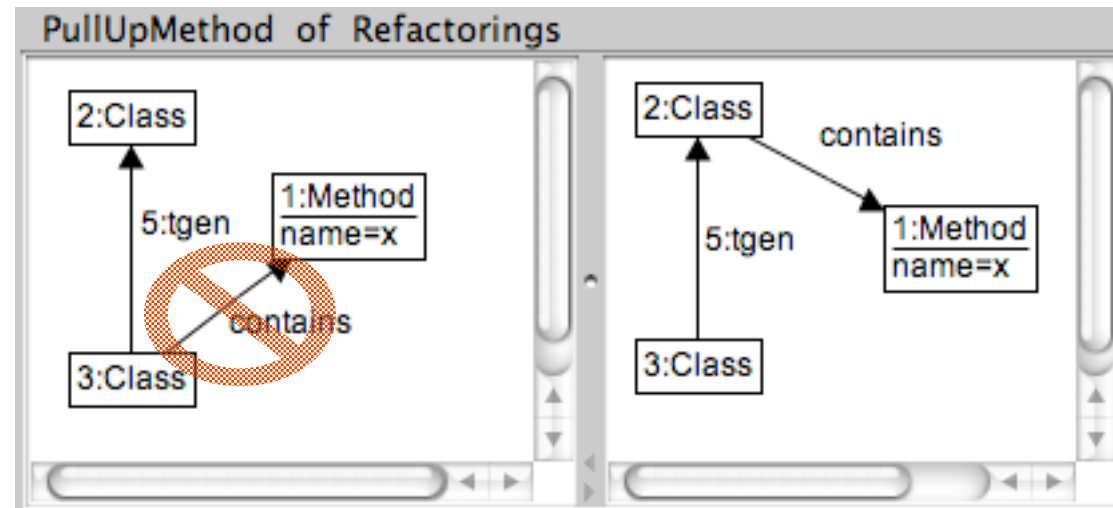 PullUpMethod of Refactorings
2:Class
1:Method
name=x
5:tgen
contains
3:Class
2:Class
contains
1:Method
name=x
5:tgen
3:Class